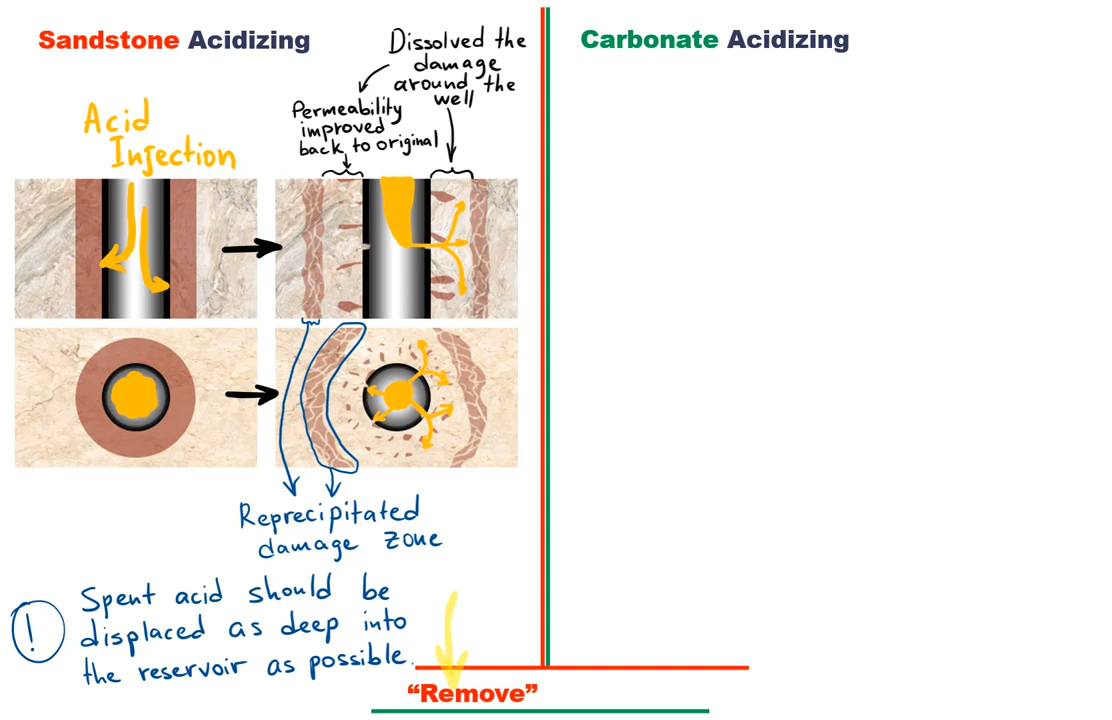 Sandstone Acidizing
Carbonate Acidizing
Dissolved the
damage
around the
well
Permeability
improved
back to original
Acid
Injection
Reprecipitated
damage zone
! Spent acid should be
displaced as deep into
the reservoir as possible.
“Remove”